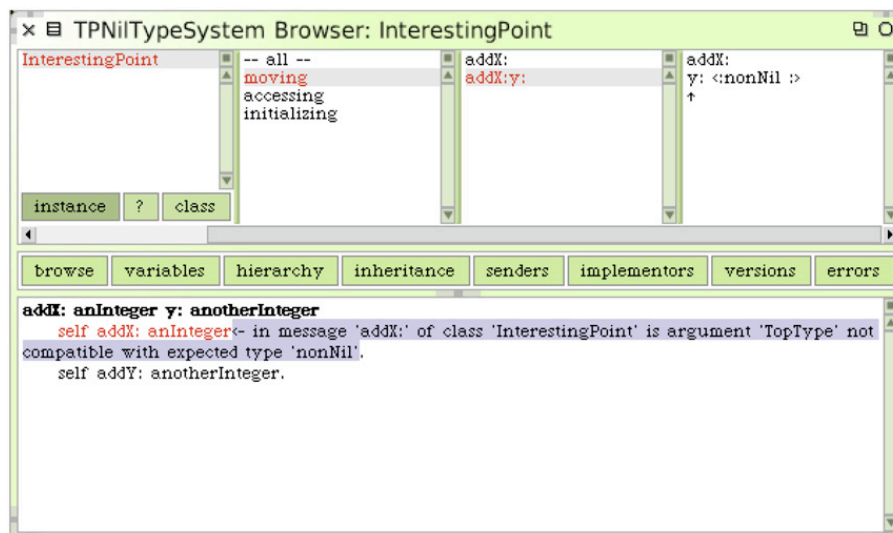 TPNilTypeSystem Browser: InterestingPoint
InterestingPoint
instance ? class
-- all --
moving
accessing
initializing
addX:
addX:y:
addX:
y: <:nonNil :>
↑
browse variables hierarchy inheritance senders implementors versions errors
addX: anInteger y: anotherInteger
self addX: anInteger<- in message 'addX:' of class 'InterestingPoint' is argument 'TopType' not
compatible with expected type 'nonNil'.
self addY: anotherInteger.